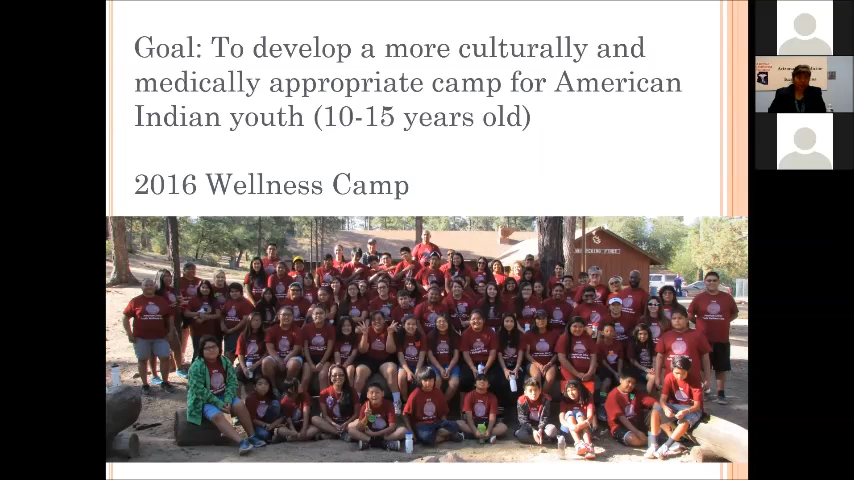 Goal: To develop a more culturally and
medically appropriate camp for American
Indian youth (10-15 years old)
2016 Wellness Camp